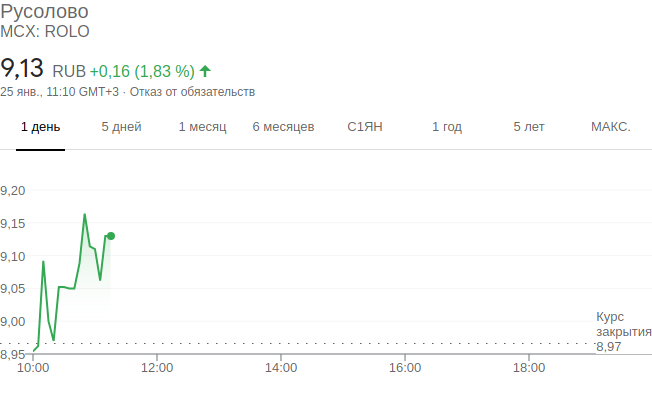 Русолово
MCX: ROLO
9,13 RUB +0,16 (1,83 %)
25 янв., 11:10 GMT+3 · Отказ от обязательств
1 день 5 дней 1 месяц 6 месяцев С1ЯН 1 год 5 лет МАКС.
9,20
9,15
9,10
9,05
9,00
8,95
Курс
закрытия
8,97
10:00 12:00 14:00 16:00 18:00